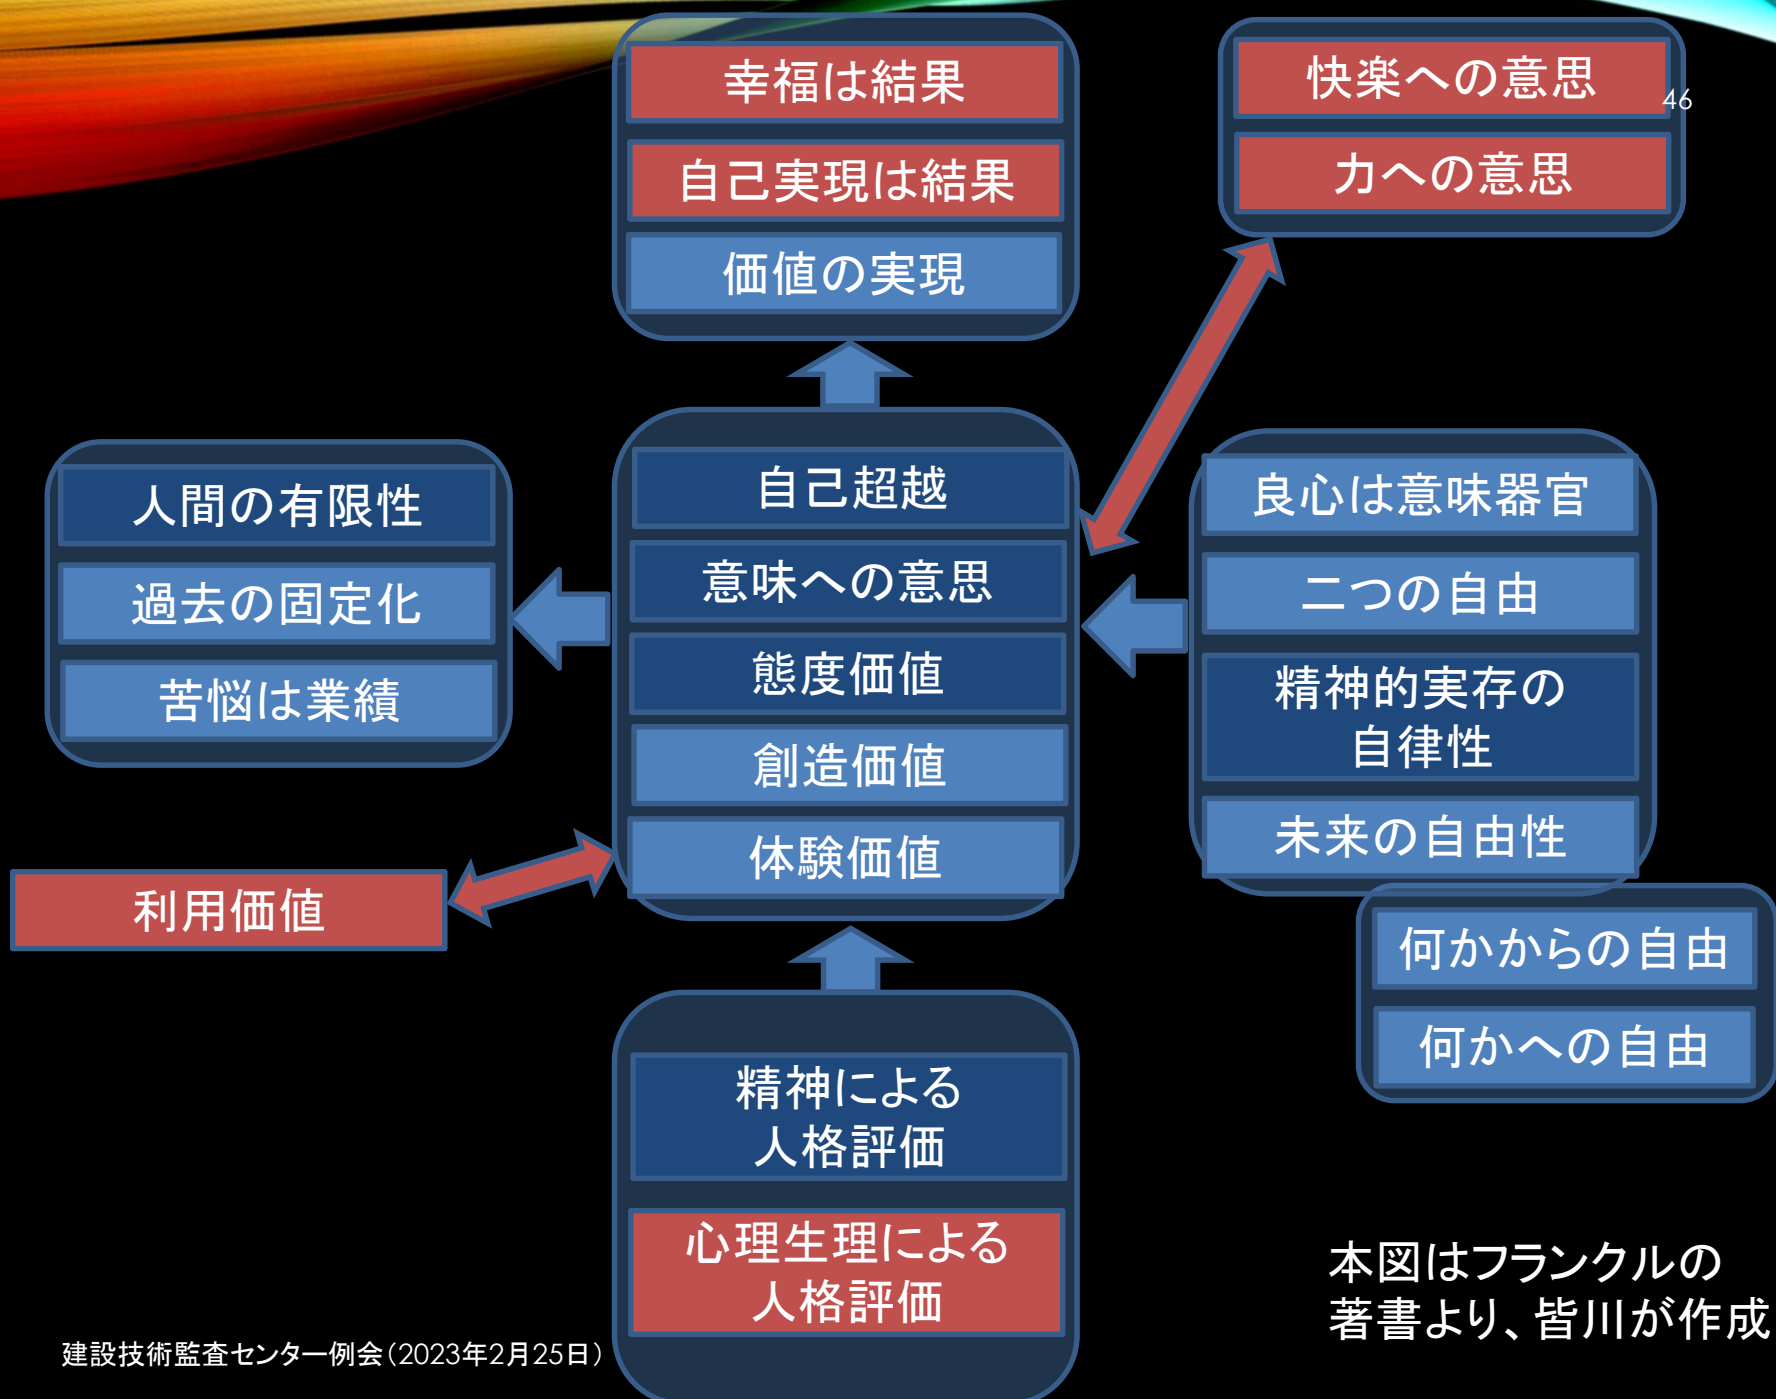 幸福は結果
自己実現は結果
価値の実現
快楽への意思
46
力への意思
人間の有限性
過去の固定化
苦悩は業績
自己超越
意味への意思
態度価値
創造価値
体験価値
良心は意味器官
二つの自由
精神的実存の
自律性
未来の自由性
何かからの自由
何かへの自由
利用価値
精神による
人格評価
心理生理による
人格評価
本図はフランクルの
著書より、皆川が作成
建設技術監査センター例会(2023年2月25日)